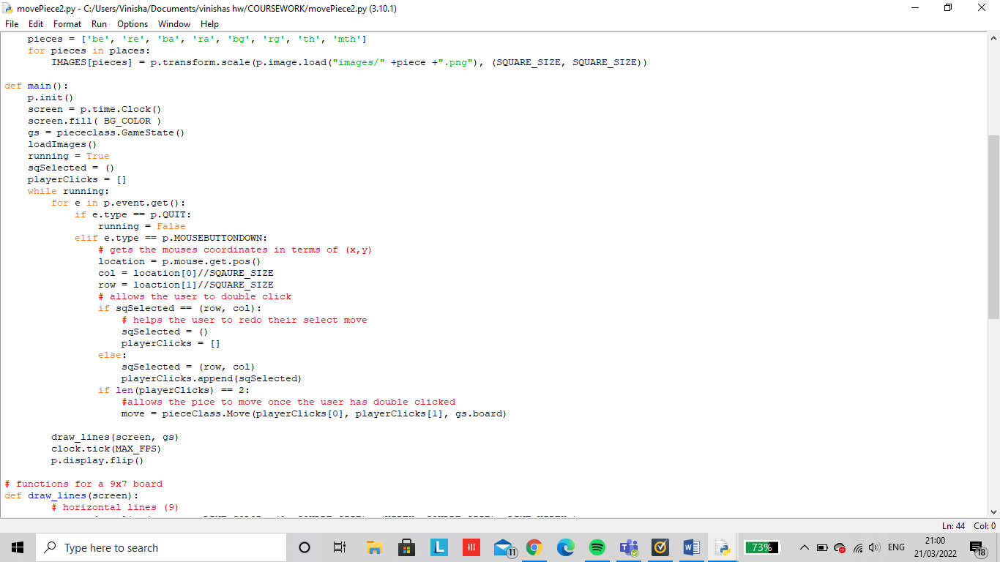 movePiece2.py - C:/Users/Vinisha/Documents/vinishas hw/COURSEWORK/movePiece2.py (3.10.1)
File Edit Format Run Options Window Help
    pieces = ['be', 're', 'ba', 'ra', 'bg', 'rg', 'th', 'mth']
    for pieces in places:
        IMAGES[pieces] = p.transform.scale(p.image.load("images/" +piece +".png"), (SQUARE_SIZE, SQUARE_SIZE))
def main():
    p.init()
    screen = p.time.Clock()
    screen.fill( BG_COLOR )
    gs = piececlass.GameState()
    loadImages()
    running = True
    sqSelected = ()
    playerClicks = []
    while running:
        for e in p.event.get():
            if e.type == p.QUIT:
                running = False
            elif e.type == p.MOUSEBUTTONDOWN:
                # gets the mouses coordinates in terms of (x,y)
                location = p.mouse.get.pos()
                col = location[0]//SQAURE_SIZE
                row = loaction[1]//SQUARE_SIZE
                # allows the user to double click
                if sqSelected == (row, col):
                    # helps the user to redo their select move
                    sqSelected = ()
                    playerClicks = []
                else:
                    sqSelected = (row, col)
                    playerClicks.append(sqSelected)
                if len(playerClicks) == 2:
                    #allows the pice to move once the user has double clicked
                    move = pieceClass.Move(playerClicks[0], playerClicks[1], gs.board)
        draw_lines(screen, gs)
        clock.tick(MAX_FPS)
        p.display.flip()
# functions for a 9x7 board
def draw_lines(screen):
        # horizontal lines (9)
Ln: 44 Col: 0
Type here to search
L
11
73%
ENG
21:00
21/03/2022
18